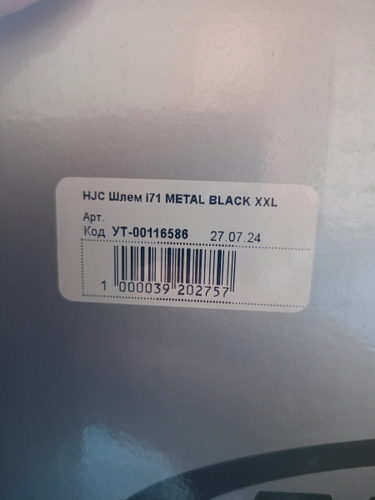 HJC Шлем i71 METAL BLACK XXL
Арт.
Код УТ-00116586 27.07.24
1 000039 202757